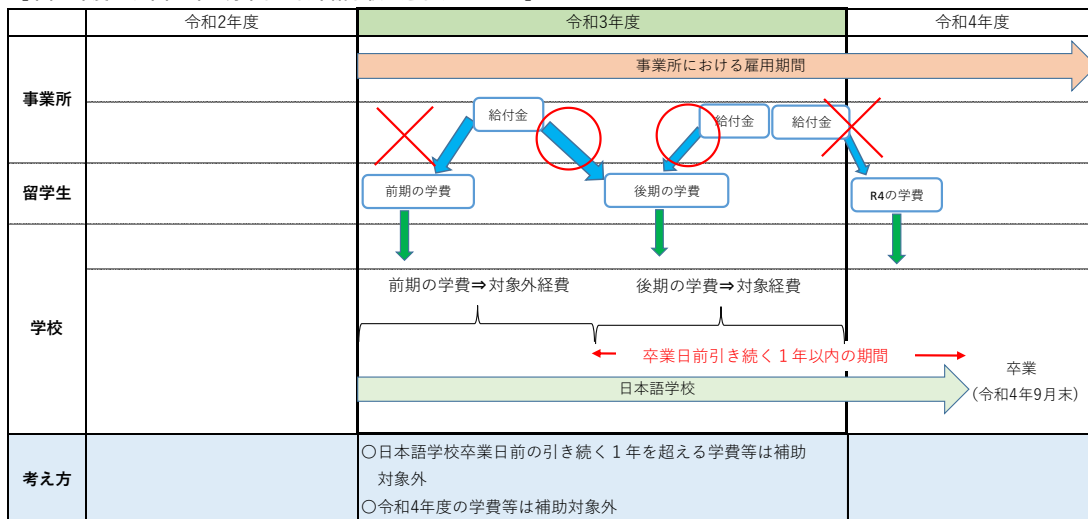 令和2年度
令和3年度
令和4年度
事業所
事業所における雇用期間
給付金
給付金
給付金
留学生
前期の学費
後期の学費
R4の学費
学校
前期の学費⇒対象外経費
後期の学費⇒対象経費
卒業日前引き続く1年以内の期間
日本語学校
卒業
(令和4年9月末)
考え方
〇日本語学校卒業日前の引き続く1年を超える学費等は補助
対象外
〇令和4年度の学費等は補助対象外